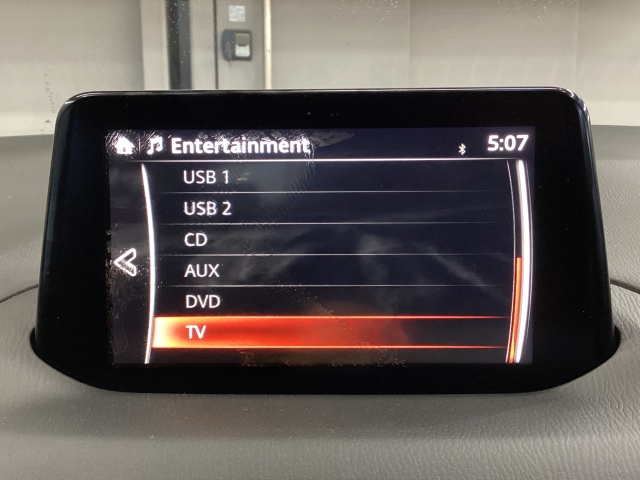 Entertainment 5:07
USB 1
USB 2
CD
AUX
DVD
TV